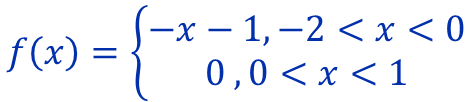 f(x) = { −x − 1, −2 < x < 0
0 , 0 < x < 1